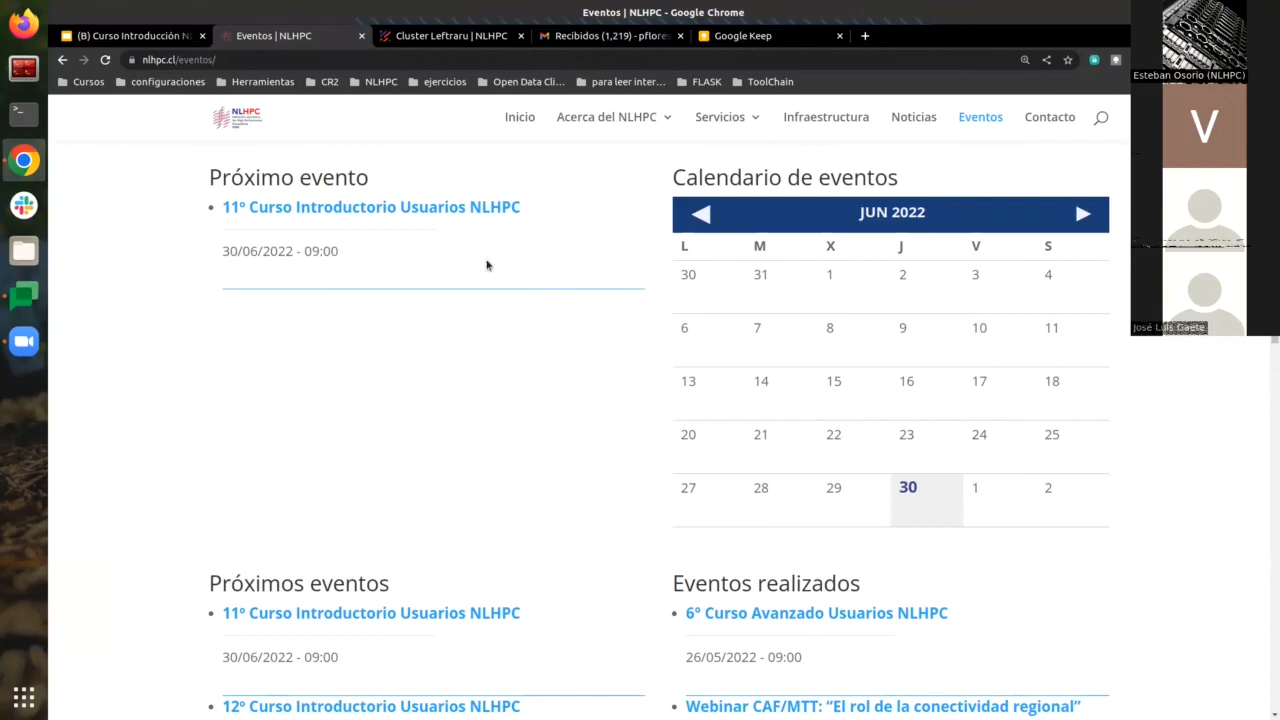 Eventos | NLHPC - Google Chrome
(B) Curso Introducción N
Eventos | NLHPC
Cluster Leftraru | NLHPC
Recibidos (1,219) - pflores
Google Keep
nlhpc.cl/eventos/
Cursos
configuraciones
Herramientas
CR2
NLHPC
ejercicios
Open Data Cli...
para leer inter...
FLASK
ToolChain
Esteban Osorio (NLHPC)
V
José Luis Gaete
NLHPC
Inicio
Acerca del NLHPC
Servicios
Infraestructura
Noticias
Eventos
Contacto
Próximo evento
11º Curso Introductorio Usuarios NLHPC
30/06/2022 - 09:00
Calendario de eventos
JUN 2022
L M X J V S
30 31 1 2 3 4
6 7 8 9 10 11
13 14 15 16 17 18
20 21 22 23 24 25
27 28 29 30 1 2
Próximos eventos
11º Curso Introductorio Usuarios NLHPC
30/06/2022 - 09:00
12º Curso Introductorio Usuarios NLHPC
Eventos realizados
6° Curso Avanzado Usuarios NLHPC
26/05/2022 - 09:00
Webinar CAF/MTT: “El rol de la conectividad regional”